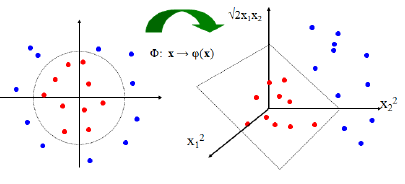 √2x₁x₂
Φ: x → φ(x)
x₂²
x₁²